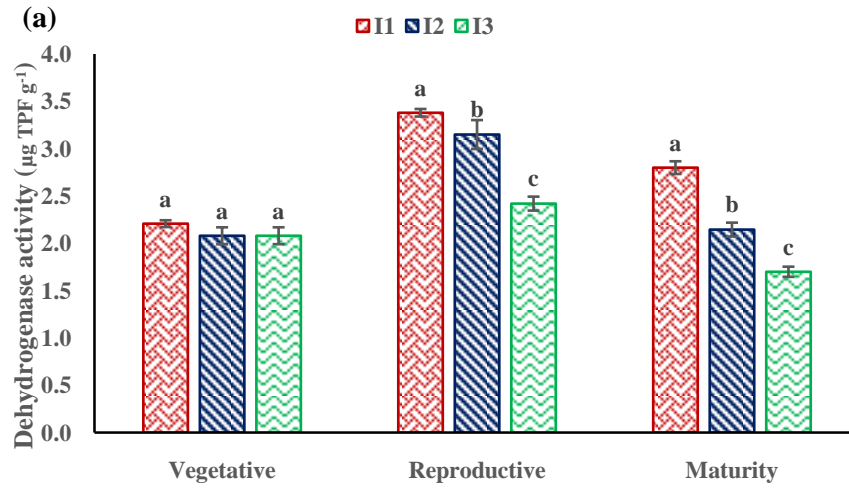 (a)
I1 I2 I3
Dehydrogenase activity (µg TPF g⁻¹)
4.0
3.5
3.0
2.5
2.0
1.5
1.0
0.5
0.0
a a a
a b c
a b c
Vegetative Reproductive Maturity